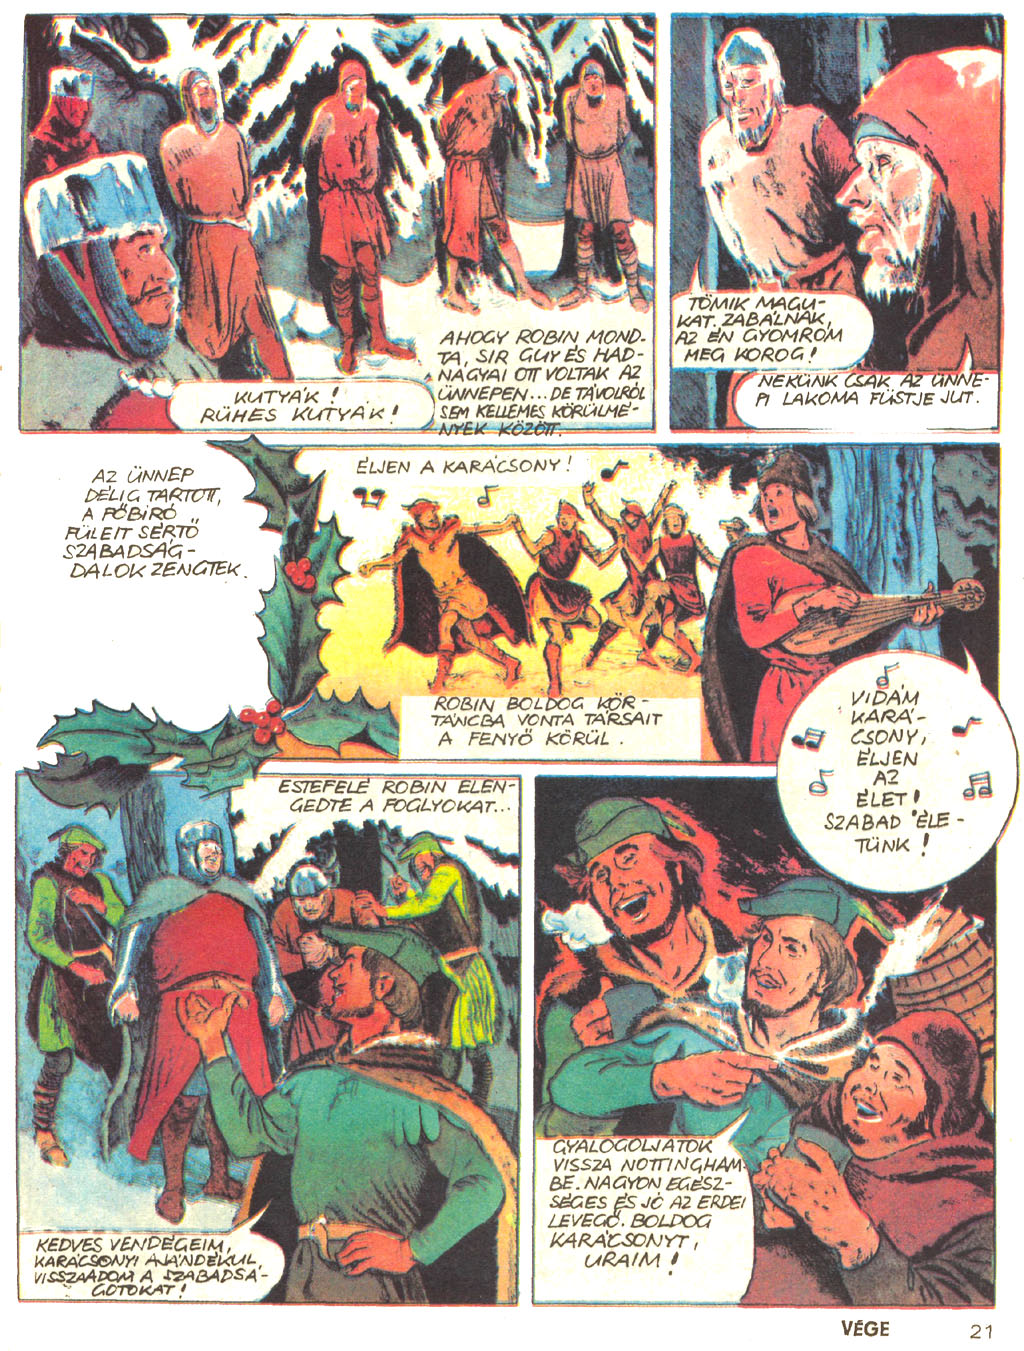 KUTYÁK!
RÜHES KUTYÁK!
AHOGY ROBIN MOND-
TA, SIR GUY ÉS HAD-
NAGYAI OTT VOLTAK AZ
ÜNNEPEN... DE TÁVOLRÓL
SEM KELLEMES KÖRÜLMÉ-
NYEK KÖZÖTT.
TÖMIK MAGU-
KAT, ZABÁLNAK,
AZ ÉN GYOMROM
MEG KOROG!
NEKÜNK CSAK AZ ÜNNE-
PI LAKOMA FÜSTJE JUT.
AZ ÜNNEP
DÉLIG TARTOTT,
A FŐBÍRÓ
FÜLEIT SÉRTŐ
SZABADSÁG-
DALOK ZENGTEK.
ÉLJEN A KARÁCSONY!
ROBIN BOLDOG KÖR-
TÁNCBA VONTA TÁRSAIT
A FENYŐ KÖRÜL.
VIDÁM
KARÁ-
CSONY,
ÉLJEN
AZ
ÉLET!
SZABAD ÉLE-
TÜNK!
ESTEFELÉ ROBIN ELEN-
GEDTE A FOGLYOKAT...
KEDVES VENDÉGEIM,
KARÁCSONYI AJÁNDÉKUL,
VISSZAADOM A SZABADSÁ-
GOTOKAT!
GYALOGOLJATOK
VISSZA NOTTINGHAM-
BE. NAGYON EGÉSZ-
SÉGES ÉS JÓ AZ ERDEI
LEVEGŐ. BOLDOG
KARÁCSONYT,
URAIM!
VÉGE
21